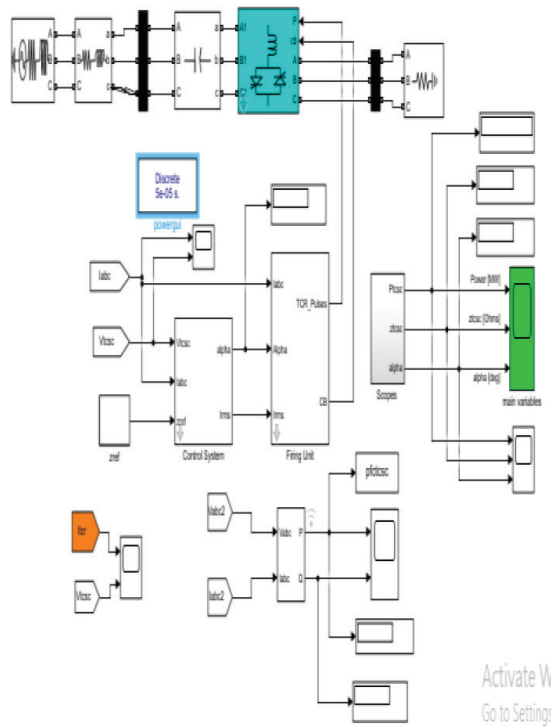 A A a A a A1 P
cb
A A
B B b B b B1 B B
C C c C c C C
Discrete
5e-05 s.
powergui
Iabc
Vtcsc
zref
Vtcsc alpha
Iabc
zref Irms
Control System
Iabc
TCR_Pulses
Alpha
Irms CB
Firing Unit
Ptcsc
ztcsc
alpha
Scopes
Power [MW]
ztcsc [Ohms]
alpha [deg]
main variables
pfctcsc
Itcr
Vtcsc
Vabc2
Iabc2
Vabc P
Iabc Q
Activate W
Go to Settings